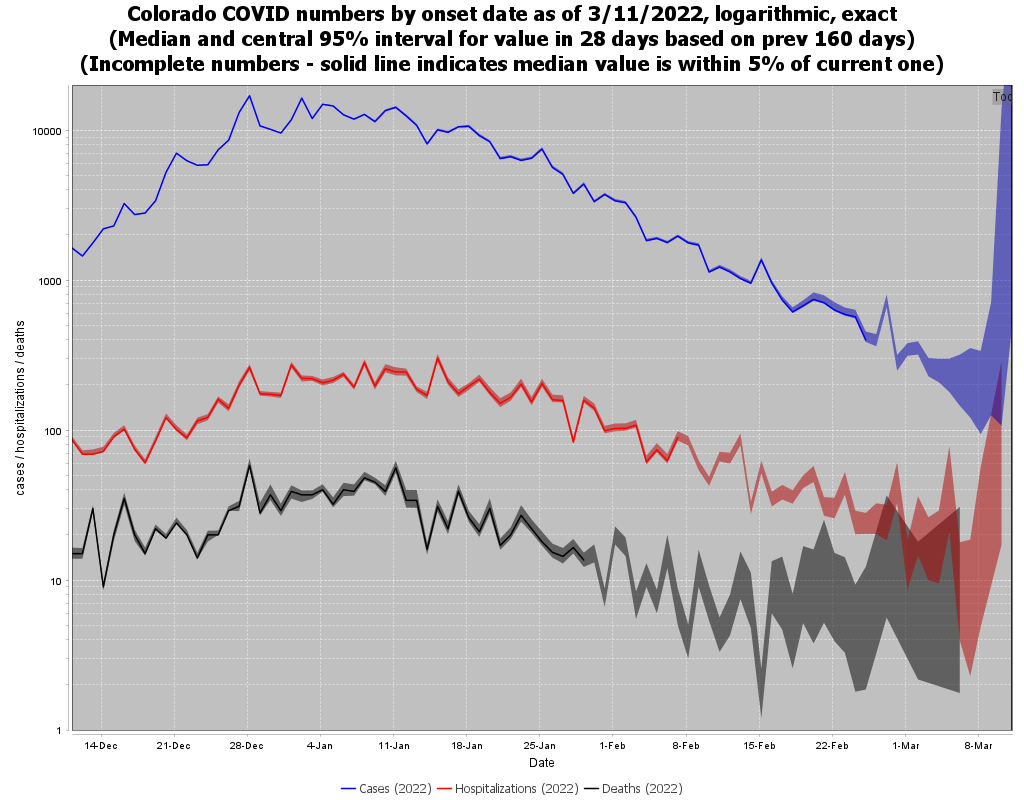 Colorado COVID numbers by onset date as of 3/11/2022, logarithmic, exact
(Median and central 95% interval for value in 28 days based on prev 160 days)
(Incomplete numbers - solid line indicates median value is within 5% of current one)
10000
1000
100
10
1
cases / hospitalizations / deaths
14-Dec 21-Dec 28-Dec 4-Jan 11-Jan 18-Jan 25-Jan 1-Feb 8-Feb 15-Feb 22-Feb 1-Mar 8-Mar
Date
Cases (2022) Hospitalizations (2022) Deaths (2022)